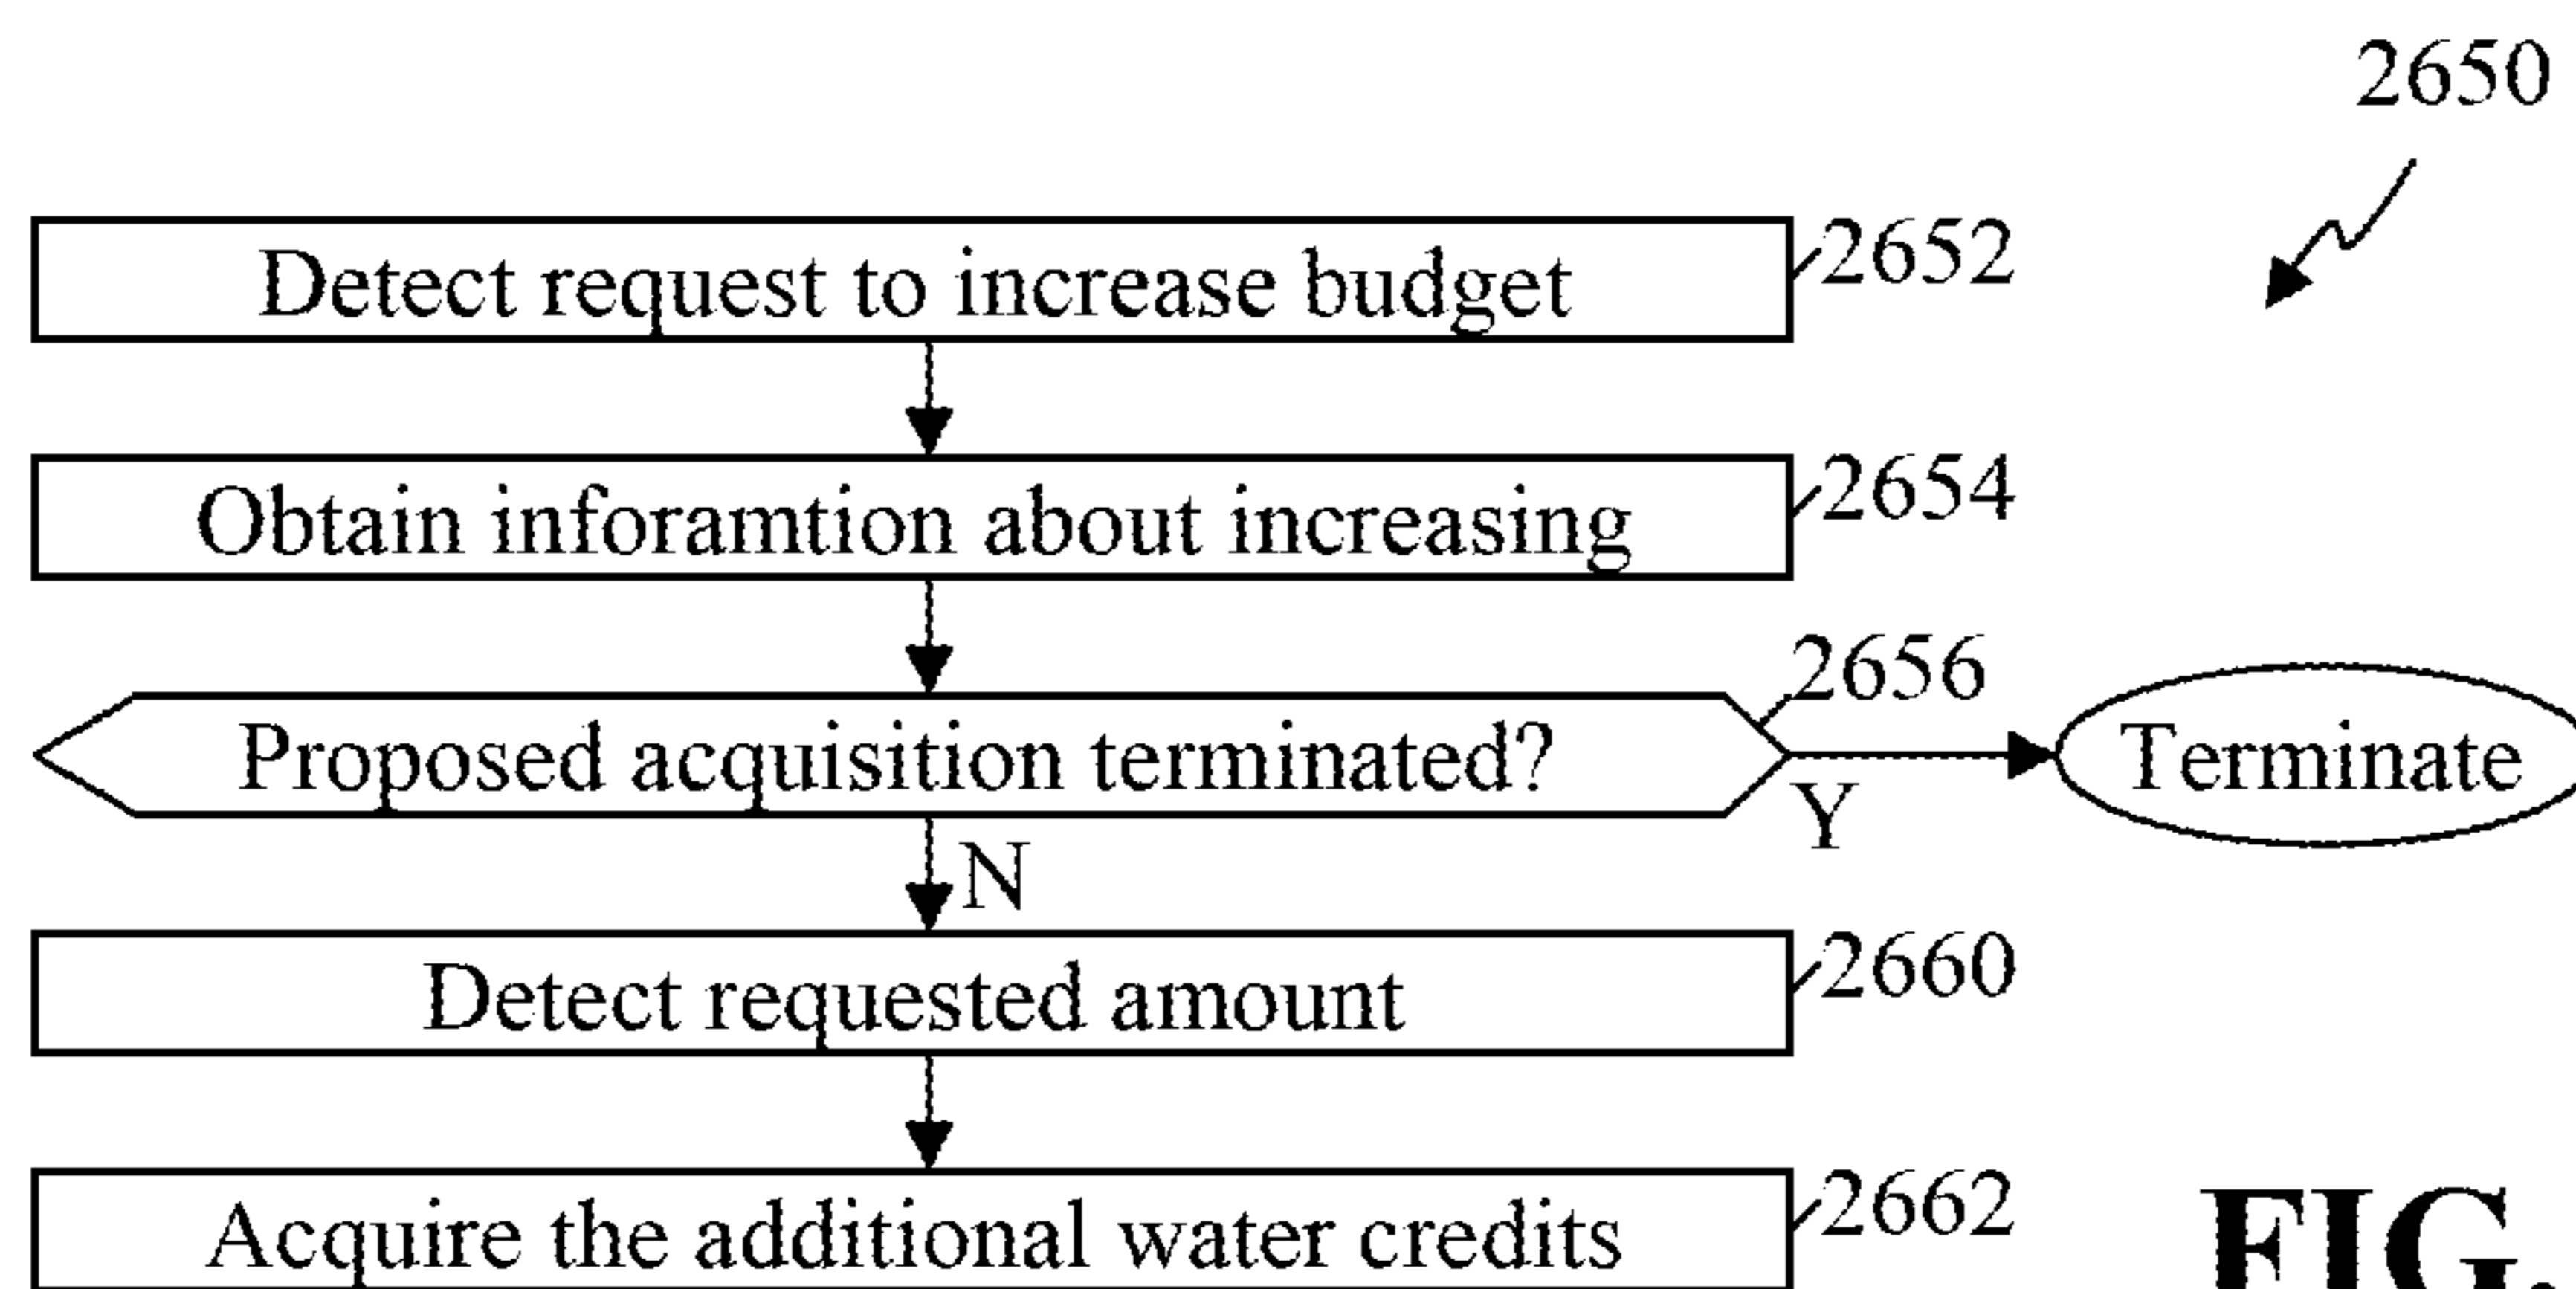 2650
Detect request to increase budget
2652
Obtain inforamtion about increasing
2654
2656
Proposed acquisition terminated?
Terminate
Y
N
Detect requested amount
2660
Acquire the additional water credits
2662
FIG.